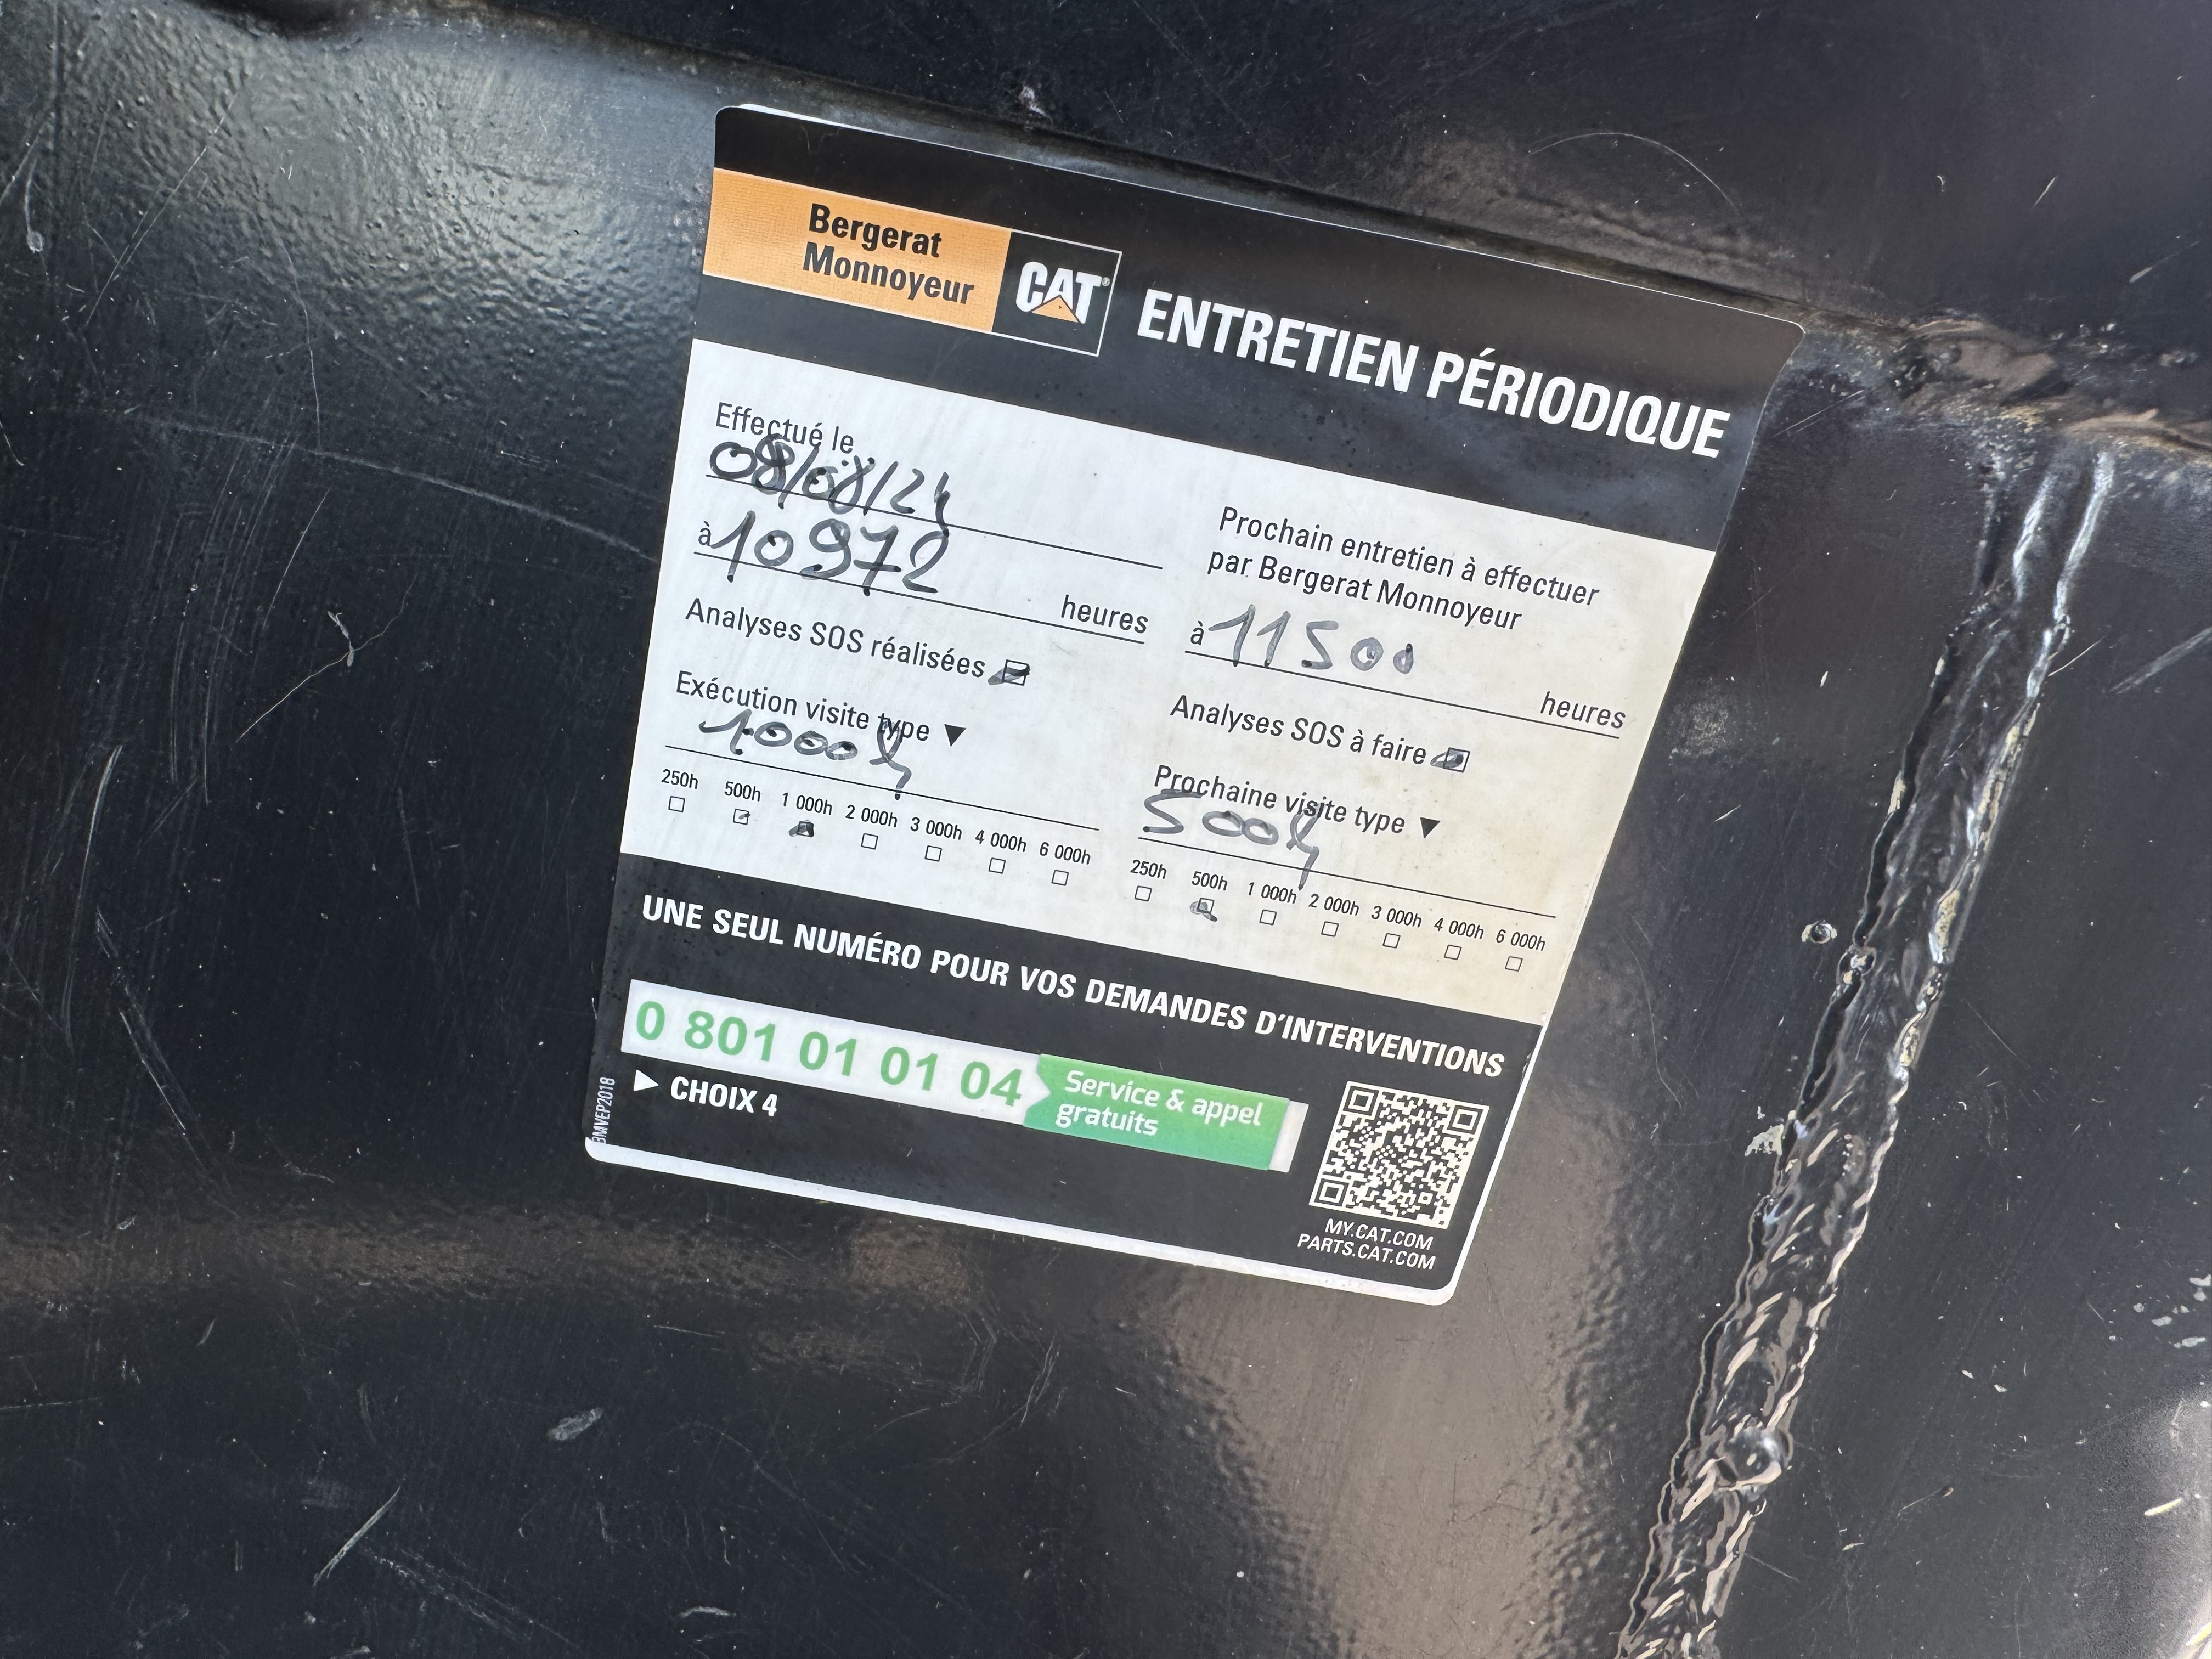 Bergerat
Monnoyeur
CAT®
ENTRETIEN PÉRIODIQUE
Effectué le
08/08/24
à 10972 heures
Analyses SOS réalisées
Exécution visite type ▼
1000h
250h 500h 1 000h 2 000h 3 000h 4 000h 6 000h
Prochain entretien à effectuer
par Bergerat Monnoyeur
à 11500 heures
Analyses SOS à faire
Prochaine visite type ▼
500h
250h 500h 1 000h 2 000h 3 000h 4 000h 6 000h
UNE SEUL NUMÉRO POUR VOS DEMANDES D'INTERVENTIONS
0 801 01 01 04
Service & appel
gratuits
► CHOIX 4
BMVEP2018
MY.CAT.COM
PARTS.CAT.COM